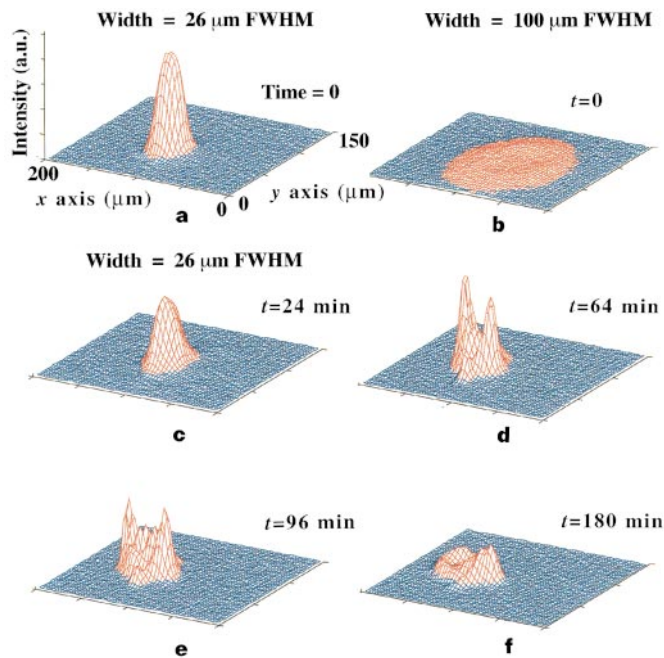 Width = 26 μm FWHM
Width = 100 μm FWHM
Intensity (a.u.)
Time = 0
t=0
150
200
x axis (μm)
0 0
y axis (μm)
a
b
Width = 26 μm FWHM
t=24 min
t=64 min
c
d
t=96 min
t=180 min
e
f